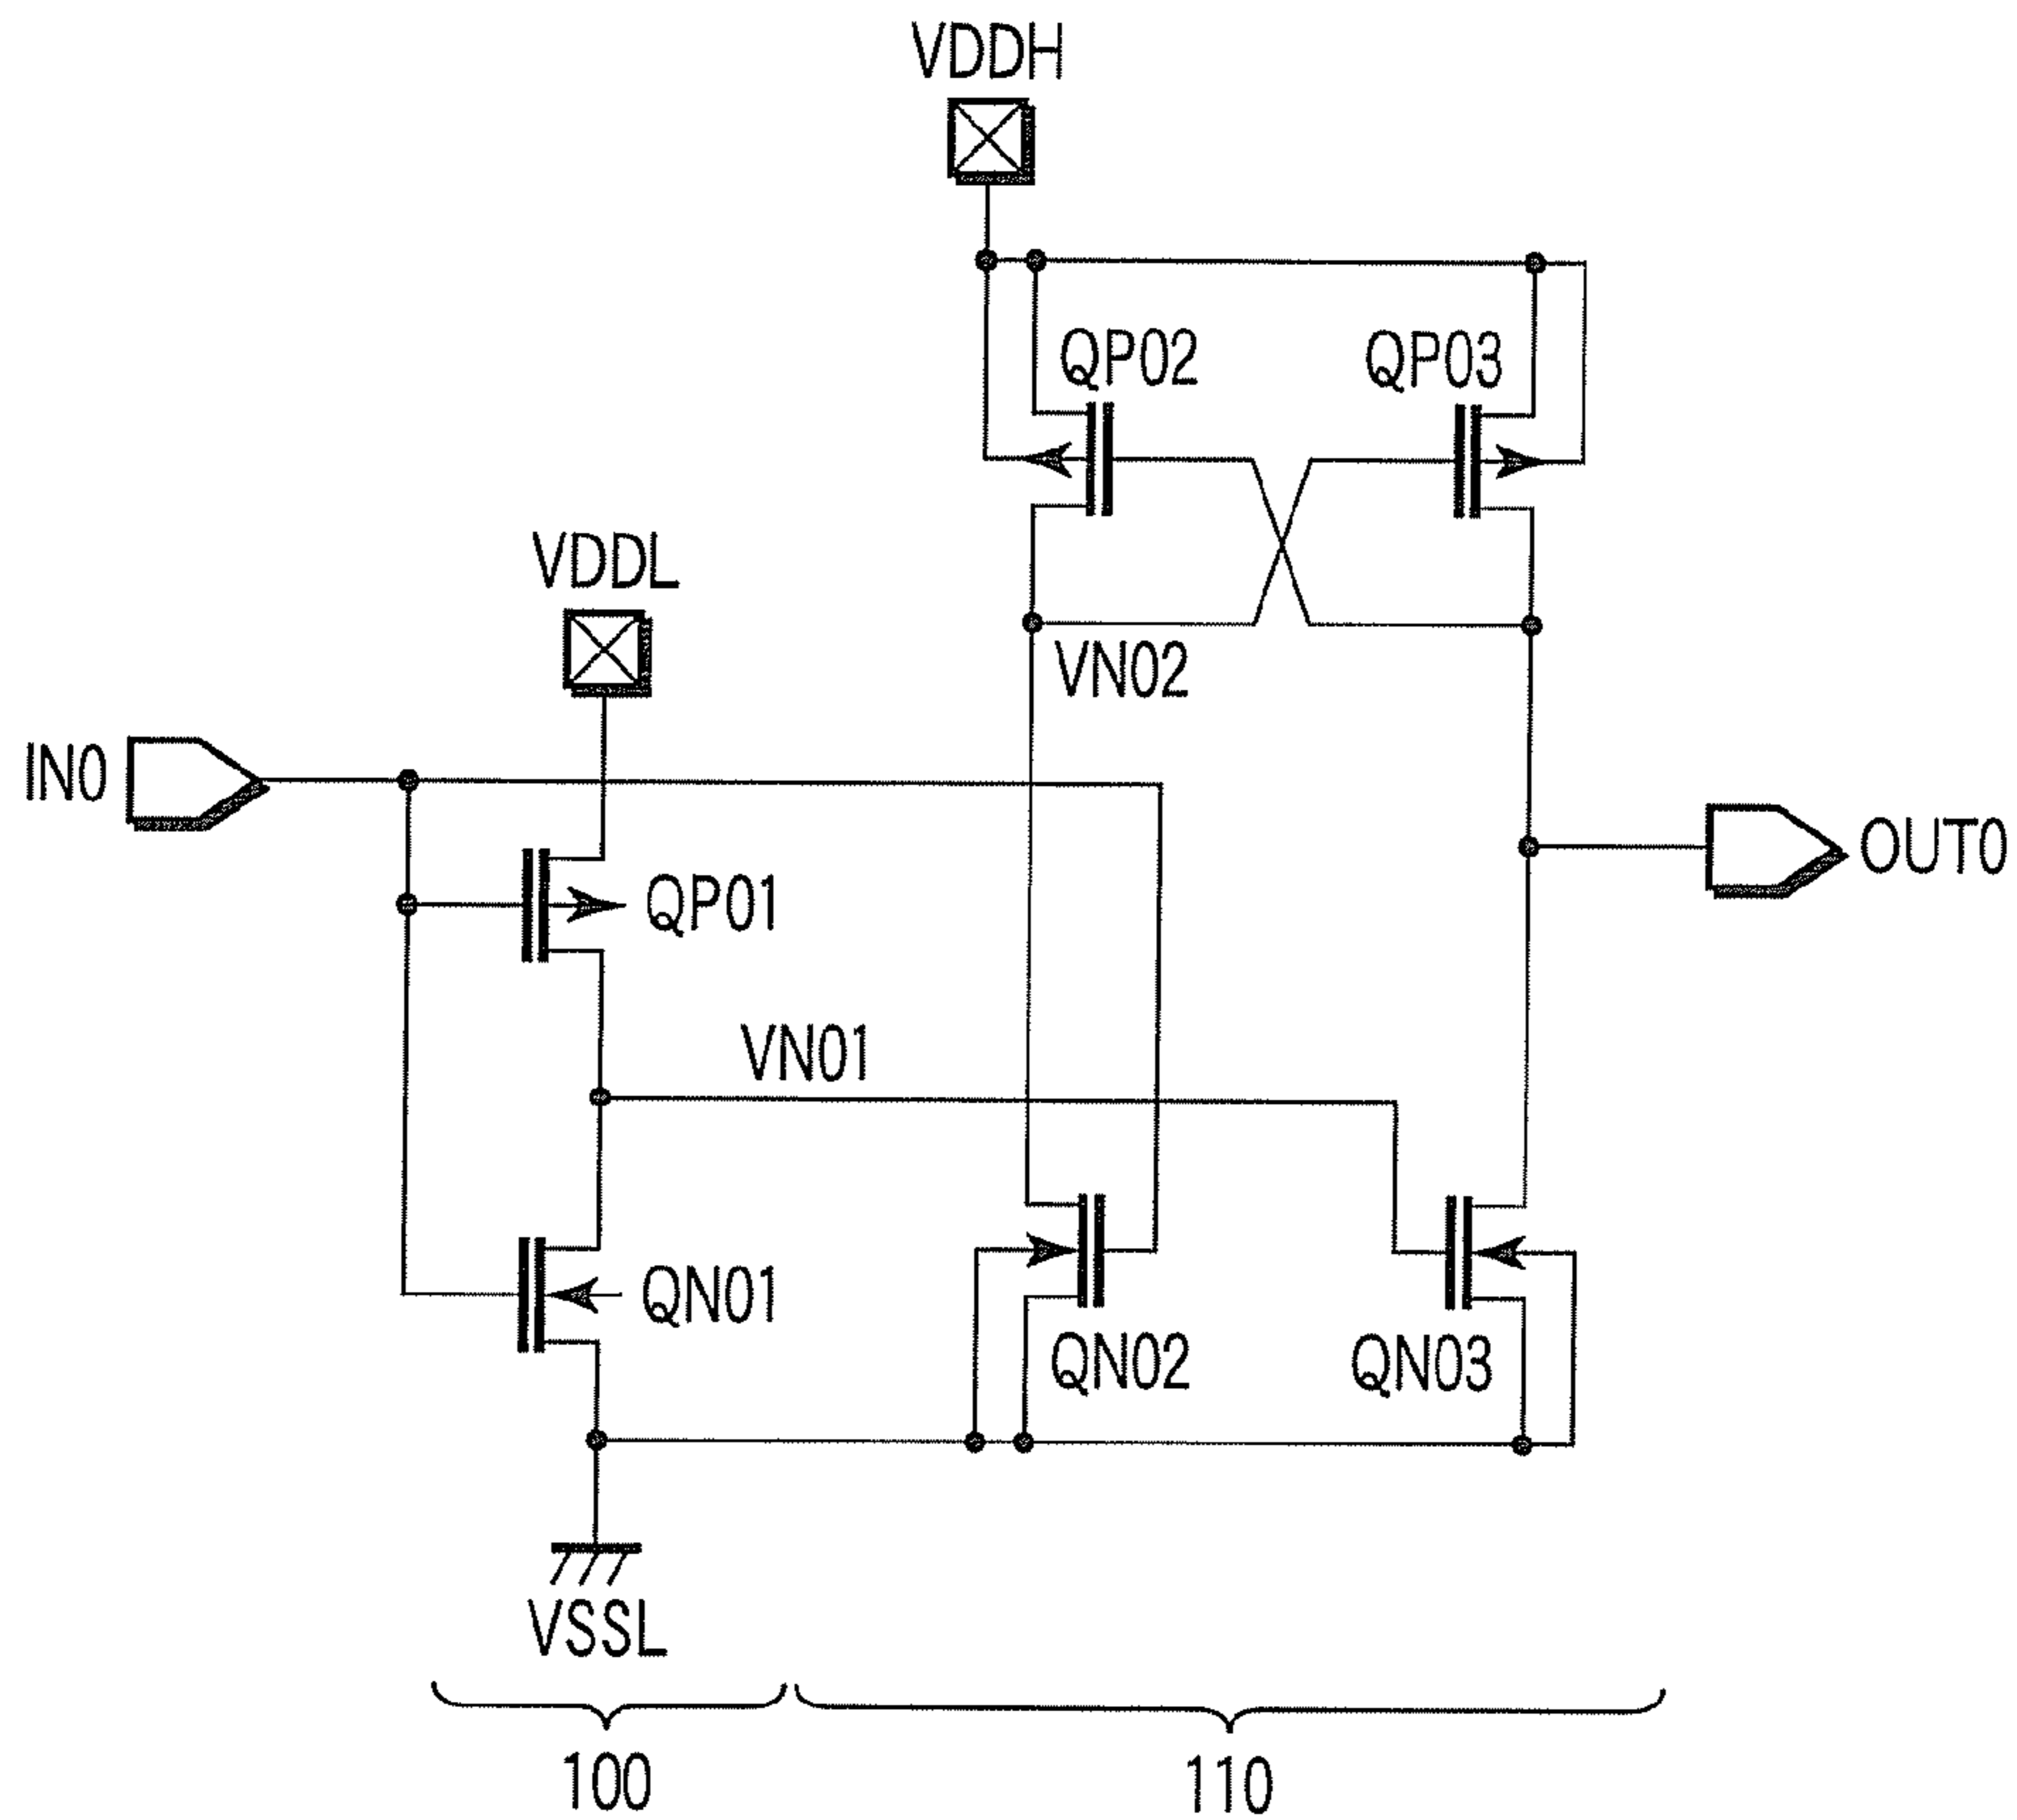 VDDH
QP02
QP03
VDDL
VN02
IN0
OUT0
QP01
VN01
QN01
QN02
QN03
VSSL
100
110